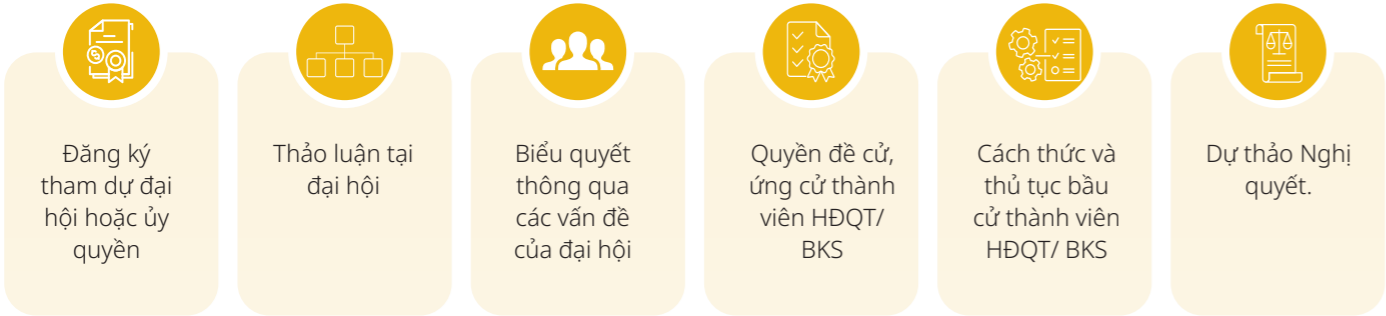 Đăng ký
tham dự đại
hội hoặc ủy
quyền
Thảo luận tại
đại hội
Biểu quyết
thông qua
các vấn đề
của đại hội
Quyền đề cử,
ứng cử thành
viên HĐQT/
BKS
Cách thức và
thủ tục bầu
cử thành viên
HĐQT/ BKS
Dự thảo Nghị
quyết.